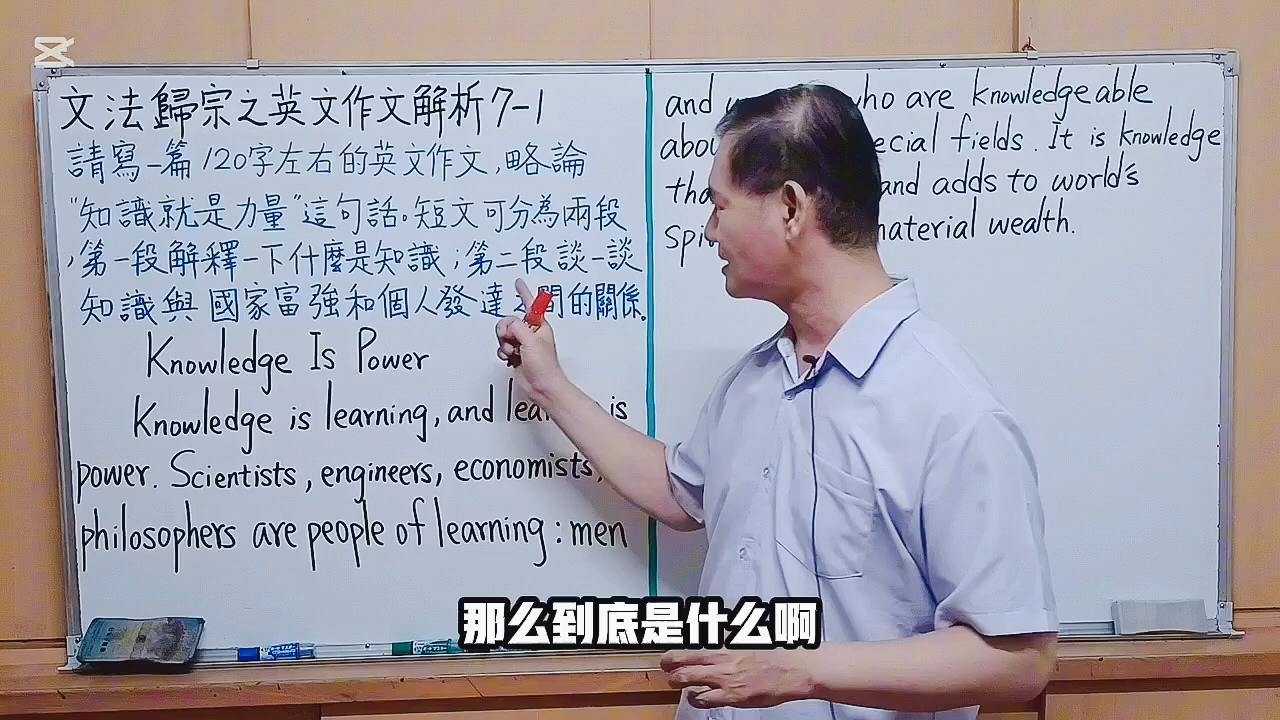 文法歸宗之英文作文解析7-1
請寫一篇120字左右的英文作文,略論
"知識就是力量"這句話。短文可分為兩段
,第一段解釋一下什麼是知識;第二段談一談
知識與國家富強和個人發達之間的關係。
Knowledge Is Power
Knowledge is learning, and is
power. Scientists, engineers, economists,
philosophers are people of learning: men
and who are knowledgeable
fields. It is knowledge
and adds to world's
material wealth.
那么到底是什么啊